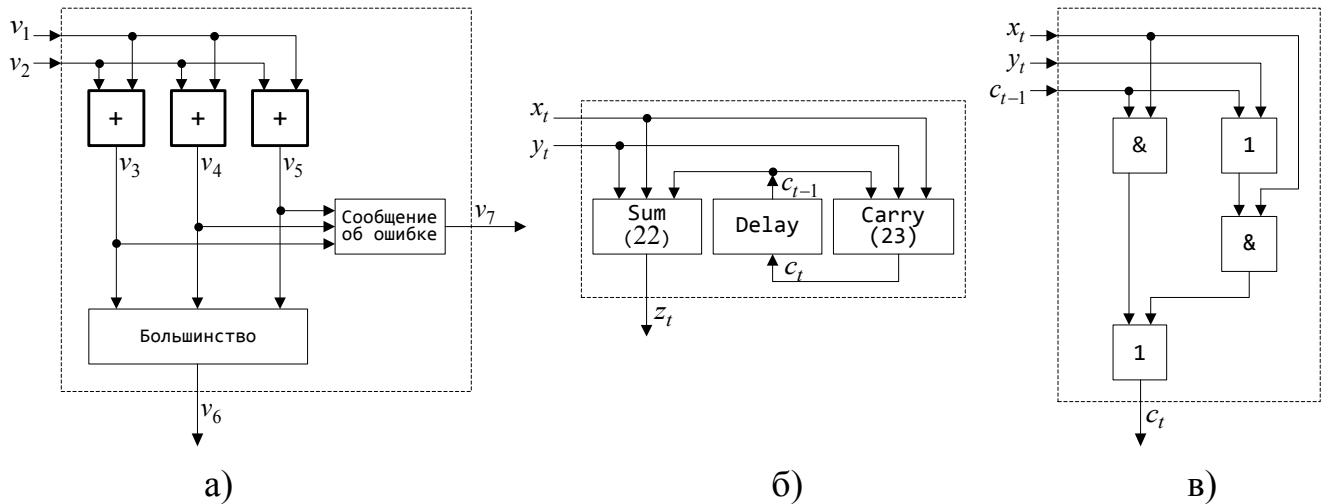 v1
v2
+ + +
v3 v4 v5
Сообщение
об ошибке
v7
Большинство
v6
а)
xt
yt
ct−1
Sum
(22)
Delay
Carry
(23)
ct
zt
б)
xt
yt
ct−1
& 1
&
1
ct
в)